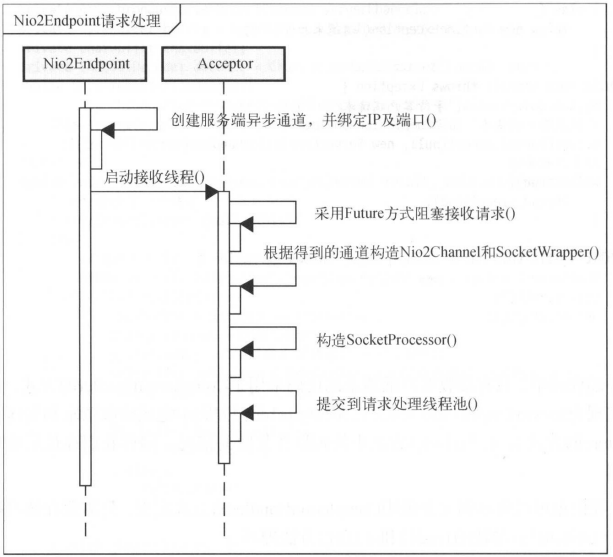 Nio2Endpoint请求处理
Nio2Endpoint
Acceptor
创建服务端异步通道，并绑定IP及端口()
启动接收线程()
采用Future方式阻塞接收请求()
根据得到的通道构造Nio2Channel和SocketWrapper()
构造SocketProcessor()
提交到请求处理线程池()